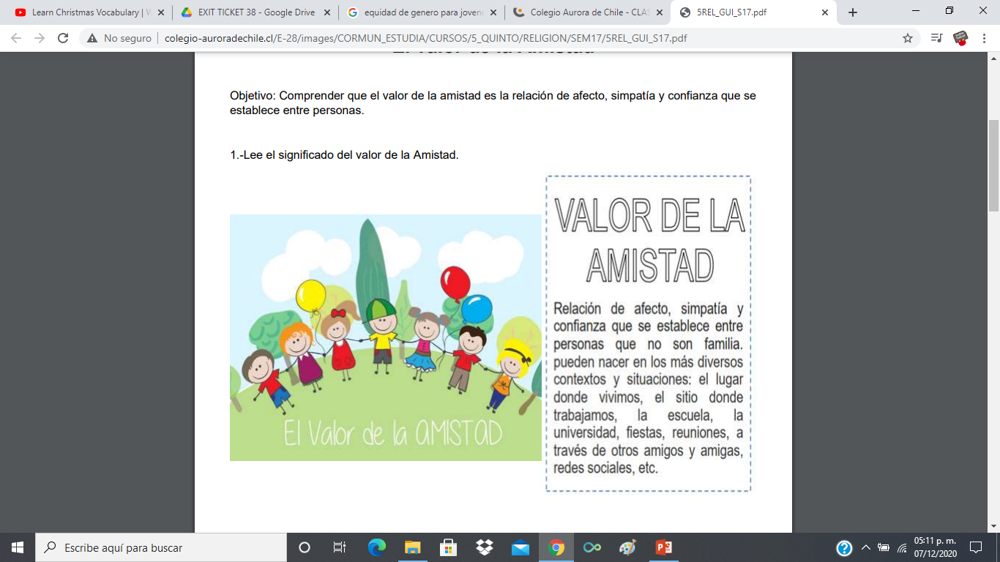 Learn Christmas Vocabulary | W
EXIT TICKET 38 - Google Drive
equidad de genero para jovene
Colegio Aurora de Chile - CLAS
5REL_GUI_S17.pdf
No seguro
colegio-auroradechile.cl/E-28/images/CORMUN_ESTUDIA/CURSOS/5_QUINTO/RELIGION/SEM17/5REL_GUI_S17.pdf
El Valor de la Amistad
Objetivo: Comprender que el valor de la amistad es la relación de afecto, simpatía y confianza que se
establece entre personas.
1.-Lee el significado del valor de la Amistad.
El Valor de la AMISTAD
VALOR DE LA
AMISTAD
Relación de afecto, simpatía y
confianza que se establece entre
personas que no son familia.
pueden nacer en los más diversos
contextos y situaciones: el lugar
donde vivimos, el sitio donde
trabajamos, la escuela, la
universidad, fiestas, reuniones, a
través de otros amigos y amigas,
redes sociales, etc.
Escribe aquí para buscar
05:11 p. m.
07/12/2020